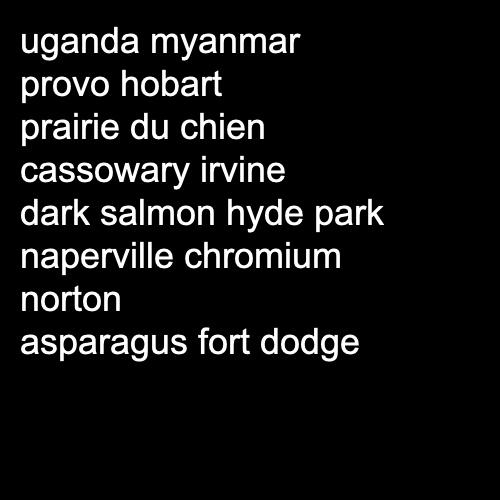 uganda myanmar
provo hobart
prairie du chien
cassowary irvine
dark salmon hyde park
naperville chromium
norton
asparagus fort dodge